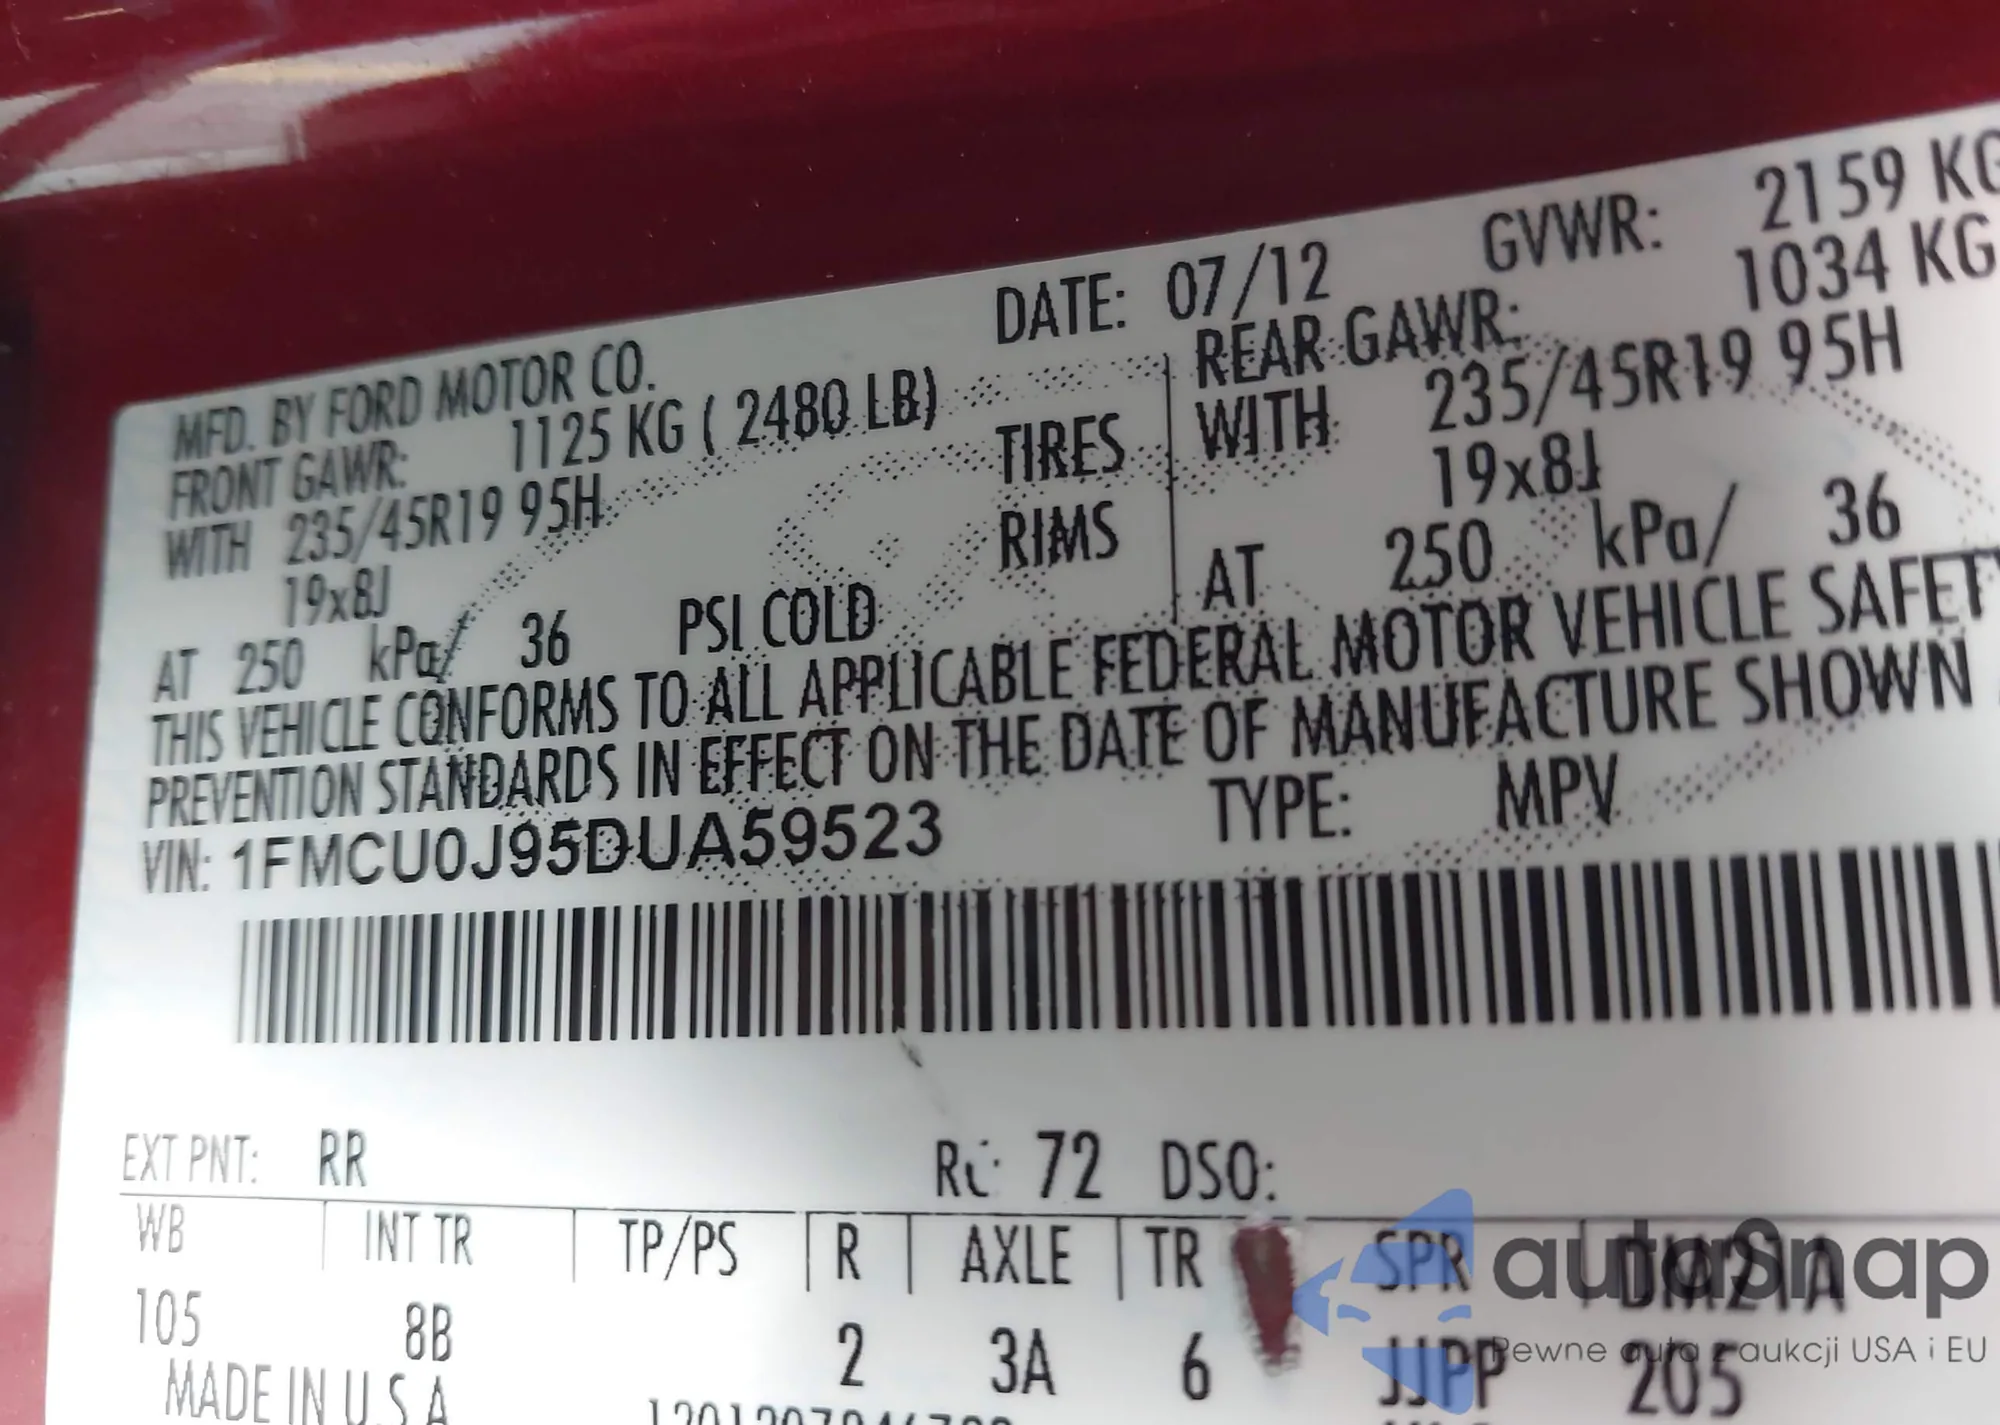 DATE: 07/12 GVWR: 2159 KG
MFD. BY FORD MOTOR CO.
FRONT GAWR: 1125 KG ( 2480 LB) REAR GAWR: 1034 KG
WITH 235/45R19 95H TIRES WITH 235/45R19 95H
19x8J RIMS 19x8J
AT 250 kPa/ 36 PSI COLD AT 250 kPa/ 36
THIS VEHICLE CONFORMS TO ALL APPLICABLE FEDERAL MOTOR VEHICLE SAFETY
PREVENTION STANDARDS IN EFFECT ON THE DATE OF MANUFACTURE SHOWN
VIN: 1FMCU0J95DUA59523 TYPE: MPV
EXT PNT: RR 72 DSO:
WB INT TR TP/PS R AXLE TR SPR DM21A
105 8B 2 3A 6 JJPP 205
MADE IN U.S.A
autosnap
Pewne auta z aukcji USA i EU